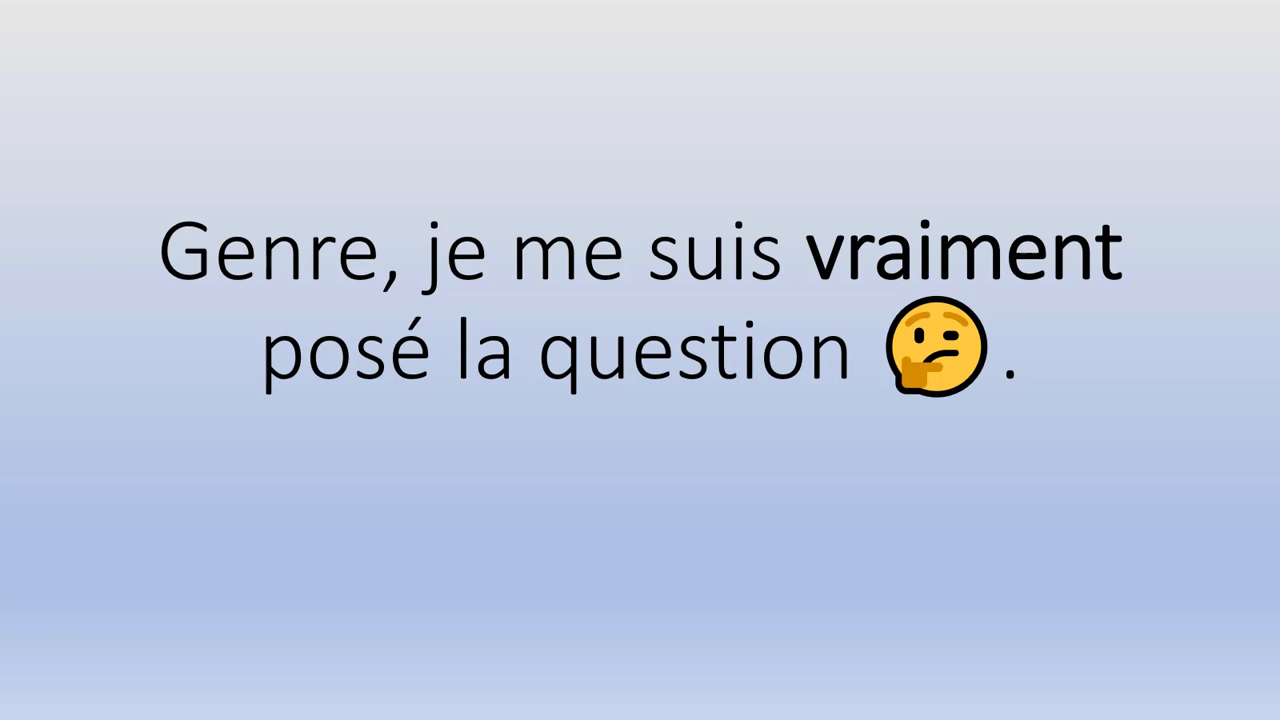 Genre, je me suis vraiment
posé la question 🤔.